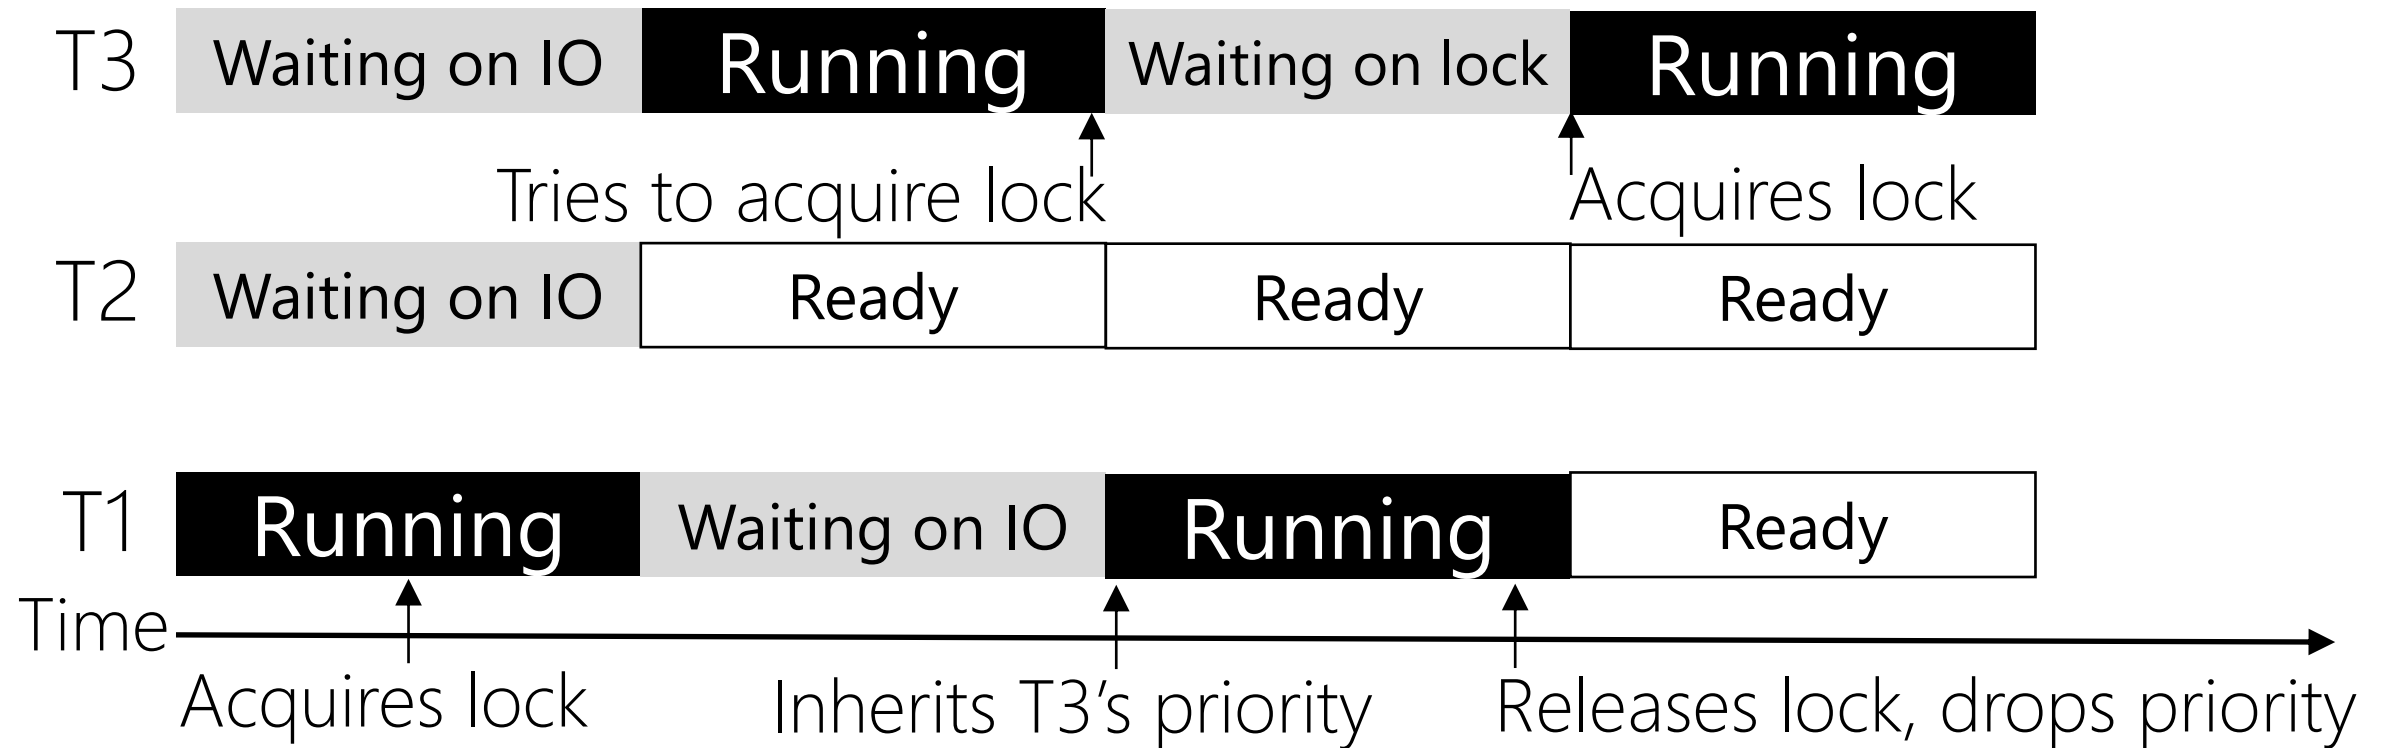 T3 Waiting on IO Running Waiting on lock Running
Tries to acquire lock Acquires lock
T2 Waiting on IO Ready Ready Ready
T1 Running Waiting on IO Running Ready
Time
Acquires lock Inherits T3’s priority Releases lock, drops priority